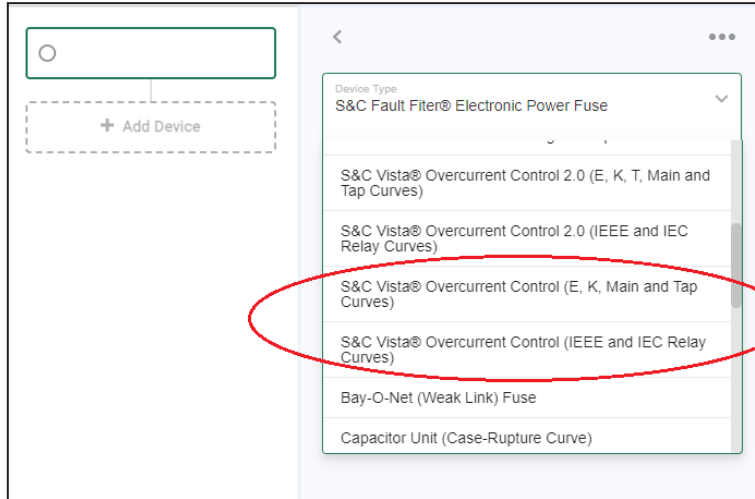 + Add Device
Device Type
S&C Fault Fiter® Electronic Power Fuse
S&C Vista® Overcurrent Control 2.0 (E, K, T, Main and
Tap Curves)
S&C Vista® Overcurrent Control 2.0 (IEEE and IEC
Relay Curves)
S&C Vista® Overcurrent Control (E, K, Main and Tap
Curves)
S&C Vista® Overcurrent Control (IEEE and IEC Relay
Curves)
Bay-O-Net (Weak Link) Fuse
Capacitor Unit (Case-Rupture Curve)